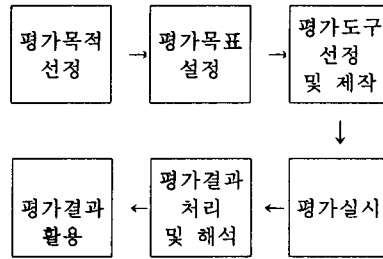 평가목적
선정
→
평가목표
설정
→
평가도구
선정
및 제작
↓
평가실시
←
평가결과
처리
및 해석
←
평가결과
활용